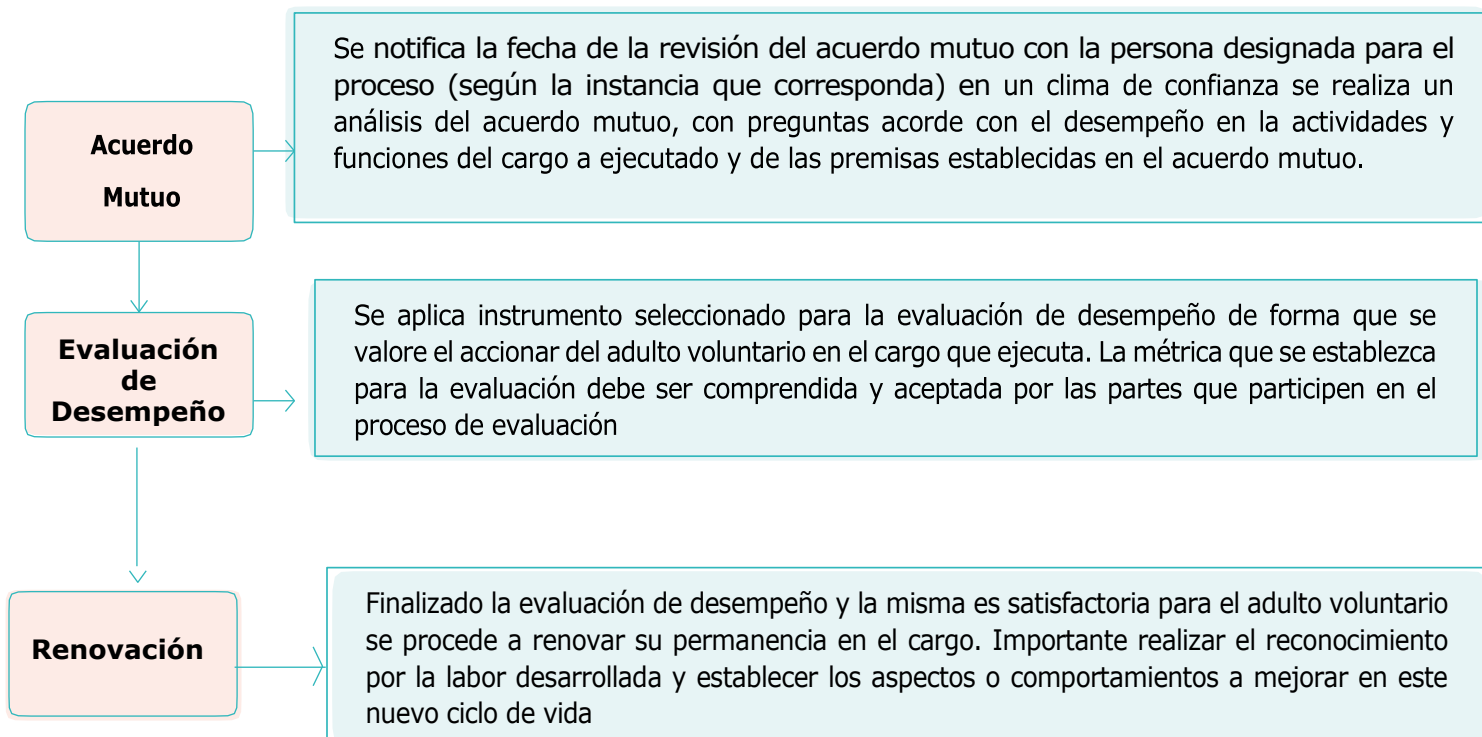 Se notifica la fecha de la revisión del acuerdo mutuo con la persona designada para el
proceso (según la instancia que corresponda) en un clima de confianza se realiza un
análisis del acuerdo mutuo, con preguntas acorde con el desempeño en la actividades y
funciones del cargo a ejecutado y de las premisas establecidas en el acuerdo mutuo.
Acuerdo
Mutuo
Se aplica instrumento seleccionado para la evaluación de desempeño de forma que se
valore el accionar del adulto voluntario en el cargo que ejecuta. La métrica que se establezca
para la evaluación debe ser comprendida y aceptada por las partes que participen en el
proceso de evaluación
Evaluación
de
Desempeño
Finalizado la evaluación de desempeño y la misma es satisfactoria para el adulto voluntario
se procede a renovar su permanencia en el cargo. Importante realizar el reconocimiento
por la labor desarrollada y establecer los aspectos o comportamientos a mejorar en este
nuevo ciclo de vida
Renovación